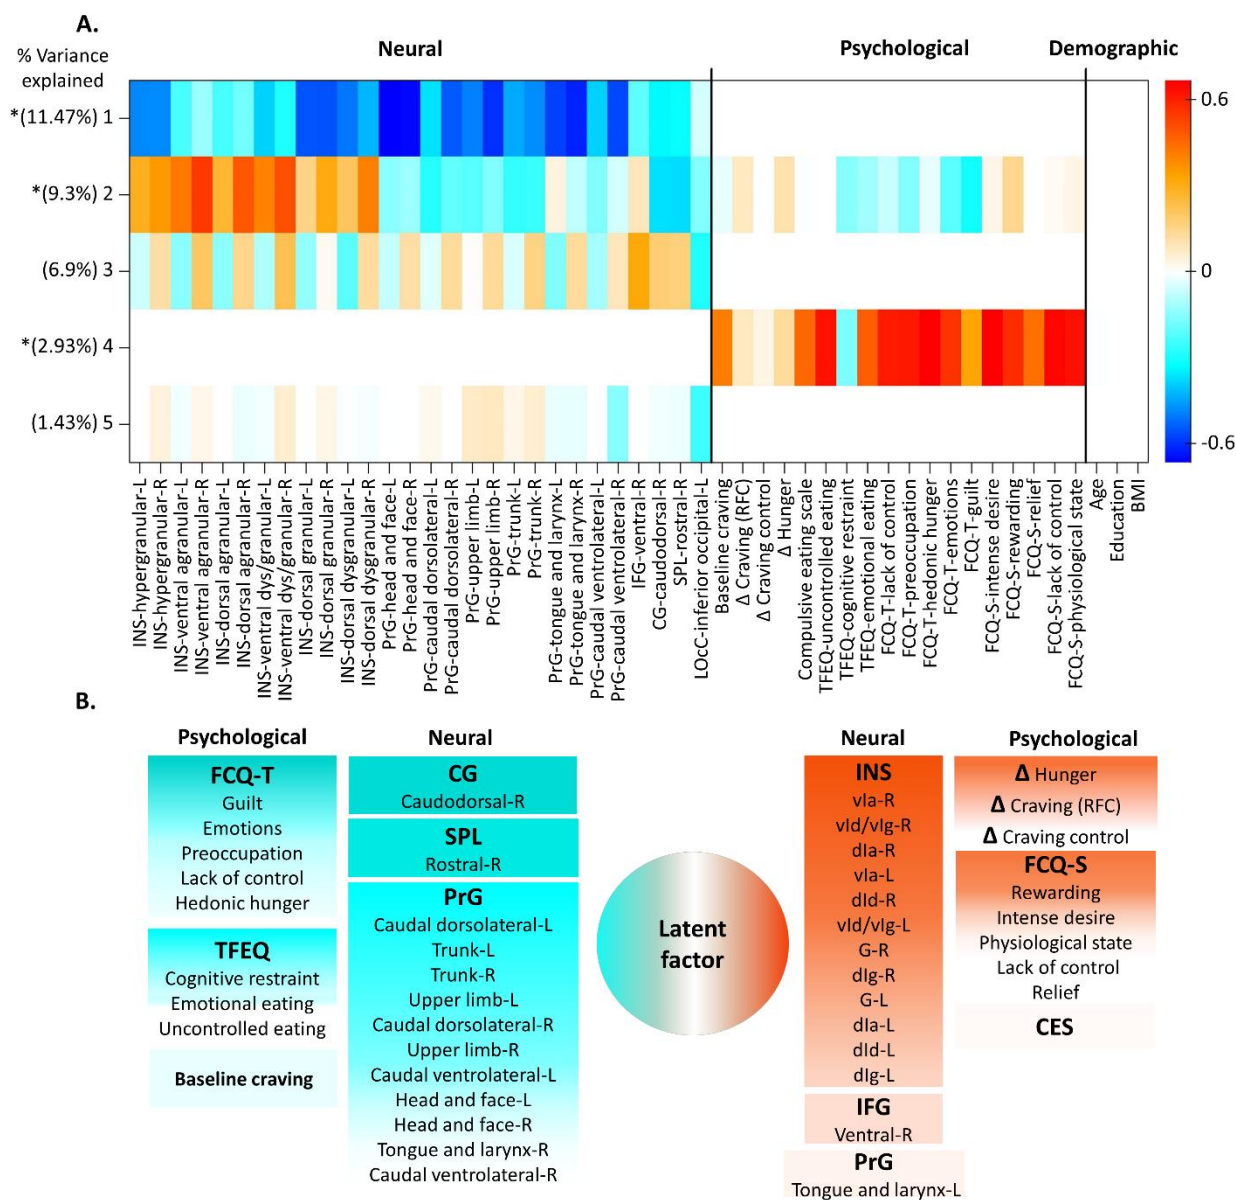 A.
% Variance
explained
Neural
Psychological
Demographic
*(11.47%) 1
*(9.3%) 2
(6.9%) 3
*(2.93%) 4
(1.43%) 5
0.6
0
-0.6
INS-hypergranular-L
INS-hypergranular-R
INS-ventral agranular-L
INS-ventral agranular-R
INS-dorsal agranular-L
INS-dorsal agranular-R
INS-ventral dys/granular-L
INS-ventral dys/granular-R
INS-dorsal granular-L
INS-dorsal granular-R
INS-dorsal dysgranular-L
INS-dorsal dysgranular-R
PrG-head and face-L
PrG-head and face-R
PrG-caudal dorsolateral-L
PrG-caudal dorsolateral-R
PrG-upper limb-L
PrG-upper limb-R
PrG-trunk-L
PrG-trunk-R
PrG-tongue and larynx-L
PrG-tongue and larynx-R
PrG-caudal ventrolateral-L
PrG-caudal ventrolateral-R
IFG-ventral-R
CG-caudodorsal-R
SPL-rostral-R
LOcC-inferior occipital-L
Baseline craving
Δ Craving (RFC)
Δ Craving control
Δ Hunger
Compulsive eating scale
TFEQ-uncontrolled eating
TFEQ-cognitive restraint
TFEQ-emotional eating
FCQ-T-lack of control
FCQ-T-preoccupation
FCQ-T-hedonic hunger
FCQ-T-emotions
FCQ-T-guilt
FCQ-S-intense desire
FCQ-S-rewarding
FCQ-S-relief
FCQ-S-lack of control
FCQ-S-physiological state
Age
Education
BMI
B.
Psychological
FCQ-T
Guilt
Emotions
Preoccupation
Lack of control
Hedonic hunger
TFEQ
Cognitive restraint
Emotional eating
Uncontrolled eating
Baseline craving
Neural
CG
Caudodorsal-R
SPL
Rostral-R
PrG
Caudal dorsolateral-L
Trunk-L
Trunk-R
Upper limb-L
Caudal dorsolateral-R
Upper limb-R
Caudal ventrolateral-L
Head and face-L
Head and face-R
Tongue and larynx-R
Caudal ventrolateral-R
Latent
factor
Neural
INS
vIa-R
vId/vIg-R
dIa-R
vIa-L
dId-R
vId/vIg-L
G-R
dIg-R
G-L
dIa-L
dId-L
dIg-L
IFG
Ventral-R
PrG
Tongue and larynx-L
Psychological
Δ Hunger
Δ Craving (RFC)
Δ Craving control
FCQ-S
Rewarding
Intense desire
Physiological state
Lack of control
Relief
CES